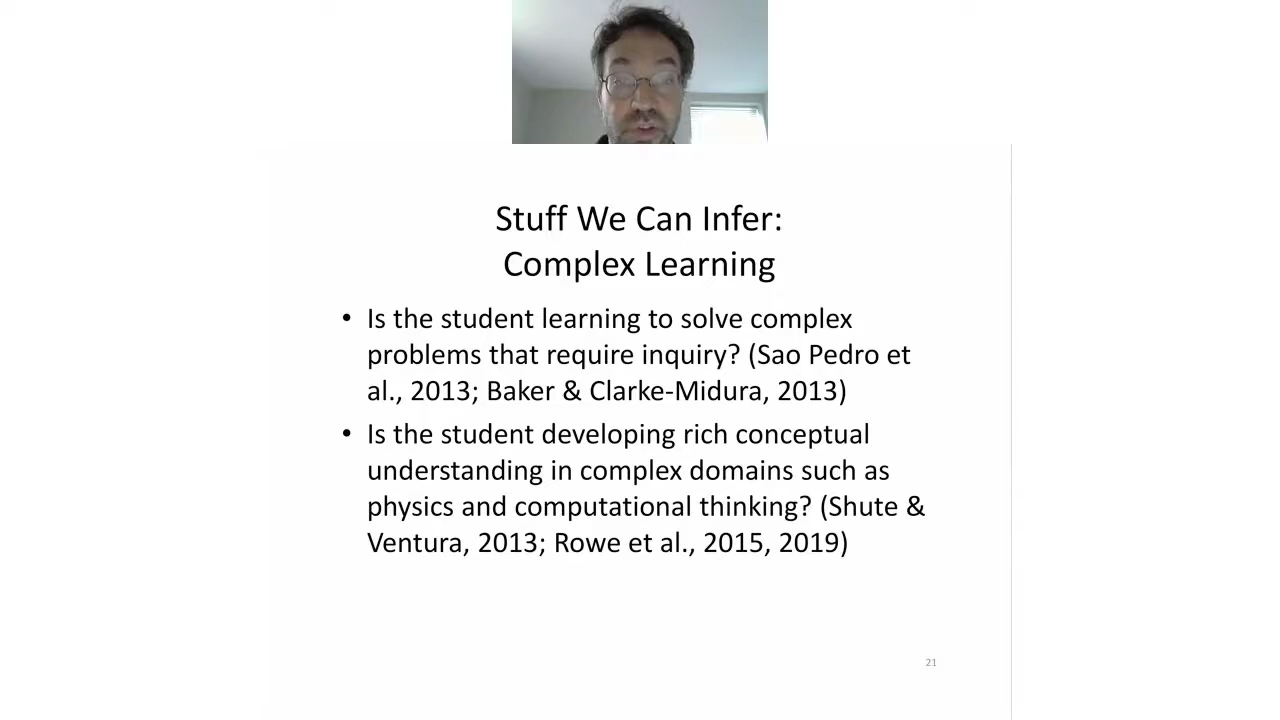 Stuff We Can Infer:
Complex Learning
• Is the student learning to solve complex
problems that require inquiry? (Sao Pedro et
al., 2013; Baker & Clarke-Midura, 2013)
• Is the student developing rich conceptual
understanding in complex domains such as
physics and computational thinking? (Shute &
Ventura, 2013; Rowe et al., 2015, 2019)
21